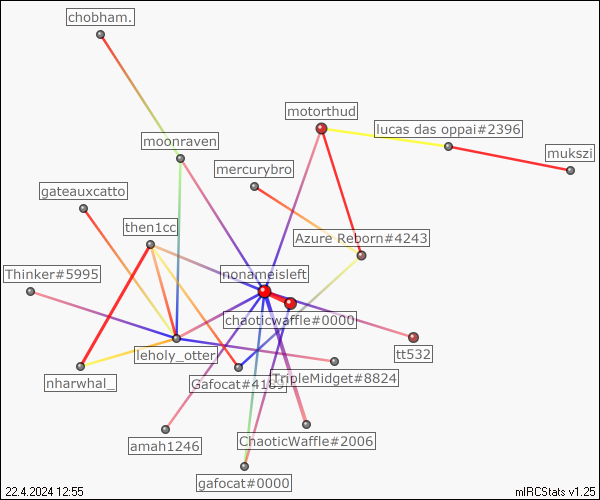 chobham.
motorthud
lucas das oppai#2396
moonraven
mukszi
mercurybro
gateauxcatto
then1cc
Azure Reborn#4243
Thinker#5995
nonameisleft
chaoticwaffle#0000
leholy_otter
tt532
nharwhal_
Gafocat#4189
TripleMidget#8824
amah1246
ChaoticWaffle#2006
gafocat#0000
22.4.2024 12:55
mIRCStats v1.25